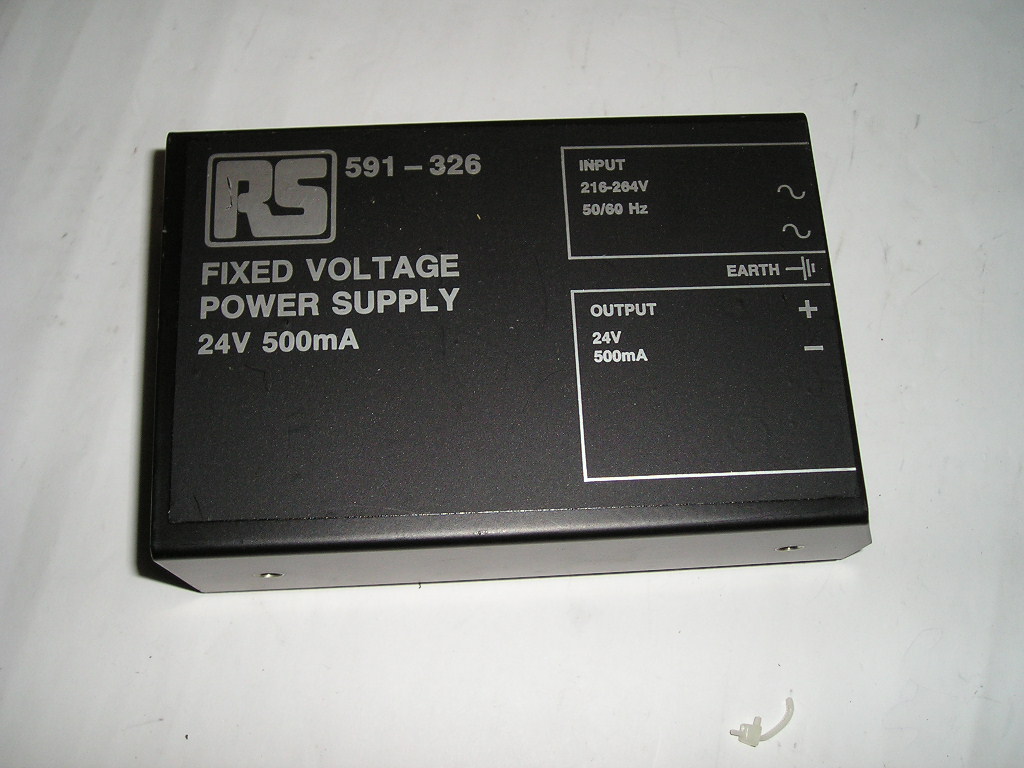 RS 591-326
FIXED VOLTAGE
POWER SUPPLY
24V 500mA
INPUT
216-264V
50/60 Hz
EARTH
OUTPUT
+
24V
500mA
−